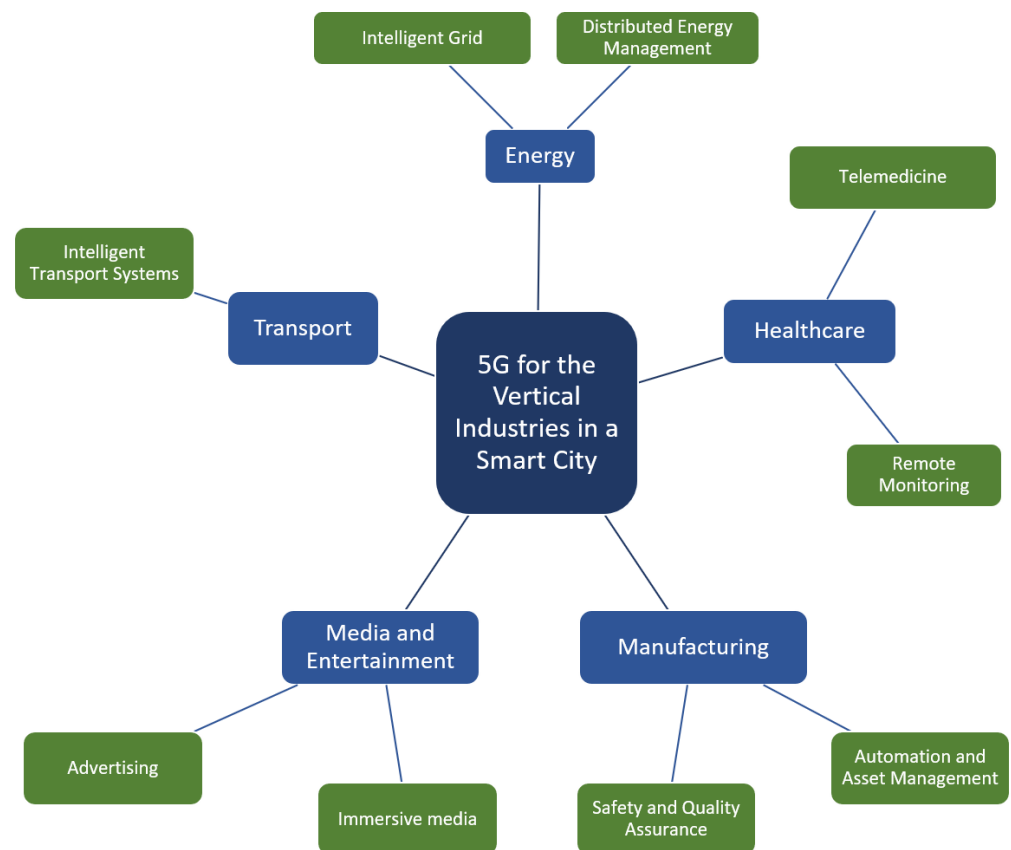 Intelligent Grid
Distributed Energy
Management
Energy
Telemedicine
Intelligent
Transport Systems
Transport
Healthcare
5G for the
Vertical
Industries in a
Smart City
Remote
Monitoring
Media and
Entertainment
Manufacturing
Advertising
Immersive media
Safety and Quality
Assurance
Automation and
Asset Management